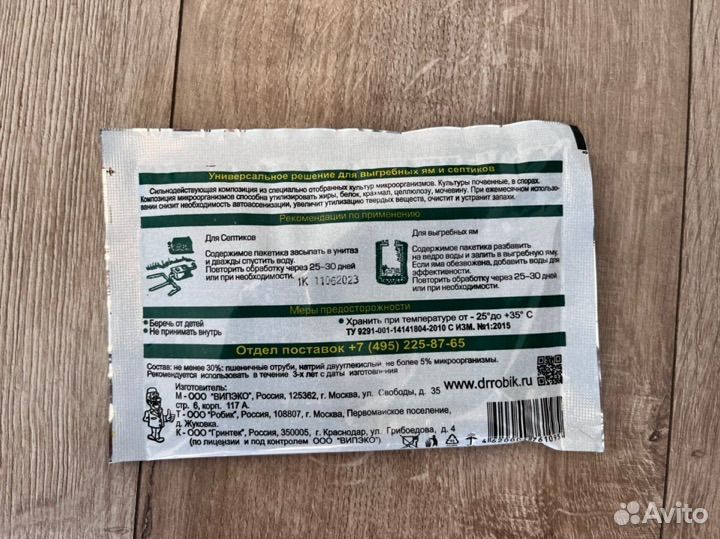 Универсальное решение для выгребных ям и септиков
Сильнодействующая композиция из специально отобранных культур микроорганизмов. Культуры почвенные, в спорах.
Композиция микроорганизмов способна утилизировать жиры, белок, крахмал, целлюлозу, мочевину. При ежемесячном использо-
вании снизит необходимость автоассенизации, увеличит утилизацию твердых веществ, очистит и устранит запахи.
Рекомендации по применению
Для Септиков
Содержимое пакетика засыпать в унитаз
и дважды спустить воду.
Повторить обработку через 25-30 дней
или при необходимости.
1К 11062023
Для выгребных ям
Содержимое пакетика разбавить
на ведро воды и залить в выгребную яму.
Если яма обезвожена, добавить воды для
эффективности.
Повторить обработку через 25-30 дней
или при необходимости.
Меры предосторожности
• Беречь от детей
• Не принимать внутрь
• Хранить при температуре от - 25° до +35° С
ТУ 9291-001-14141804-2010 С ИЗМ. №1:2015
Отдел поставок +7 (495) 225-87-65
Состав: не менее 30%: пшеничные отруби, натрий двууглекислый, не более 5% микроорганизмы.
Рекомендуется использовать в течение 3-х лет с даты изготовления
Изготовитель:
М - ООО "ВИПЭКО", Россия, 125362, г. Москва, ул. Свободы, д. 35
стр. 6, корп. 117 А.
Т - ООО "Робик", Россия, 108807, г. Москва, Первомайское поселение,
д. Жуковка.
К - ООО "Гринтек", Россия, 350005, г. Краснодар, ул. Грибоедова, д. 4
(по лицензии и под контролем ООО "ВИПЭКО")
www.drrobik.ru
Avito